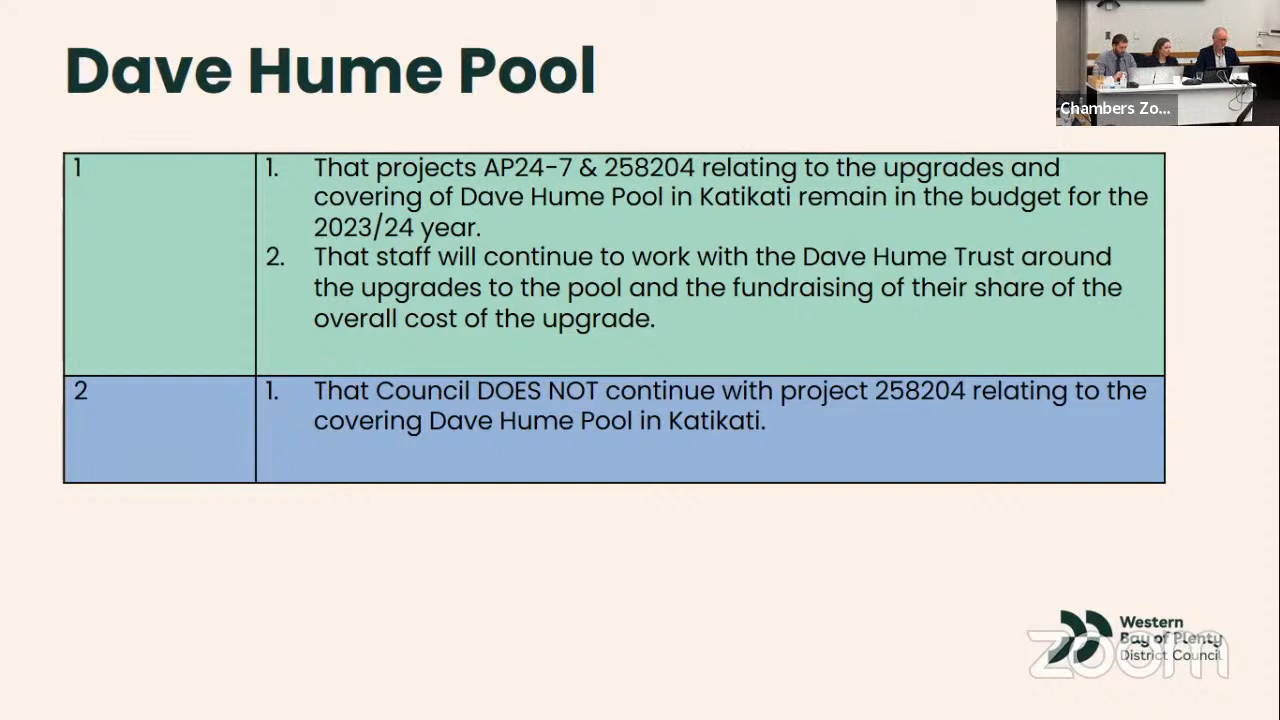 Dave Hume Pool
Chambers Zo...
1
1. That projects AP24-7 & 258204 relating to the upgrades and
covering of Dave Hume Pool in Katikati remain in the budget for the
2023/24 year.
2. That staff will continue to work with the Dave Hume Trust around
the upgrades to the pool and the fundraising of their share of the
overall cost of the upgrade.
2
1. That Council DOES NOT continue with project 258204 relating to the
covering Dave Hume Pool in Katikati.
Western
Bay of Plenty
District Council
zoom